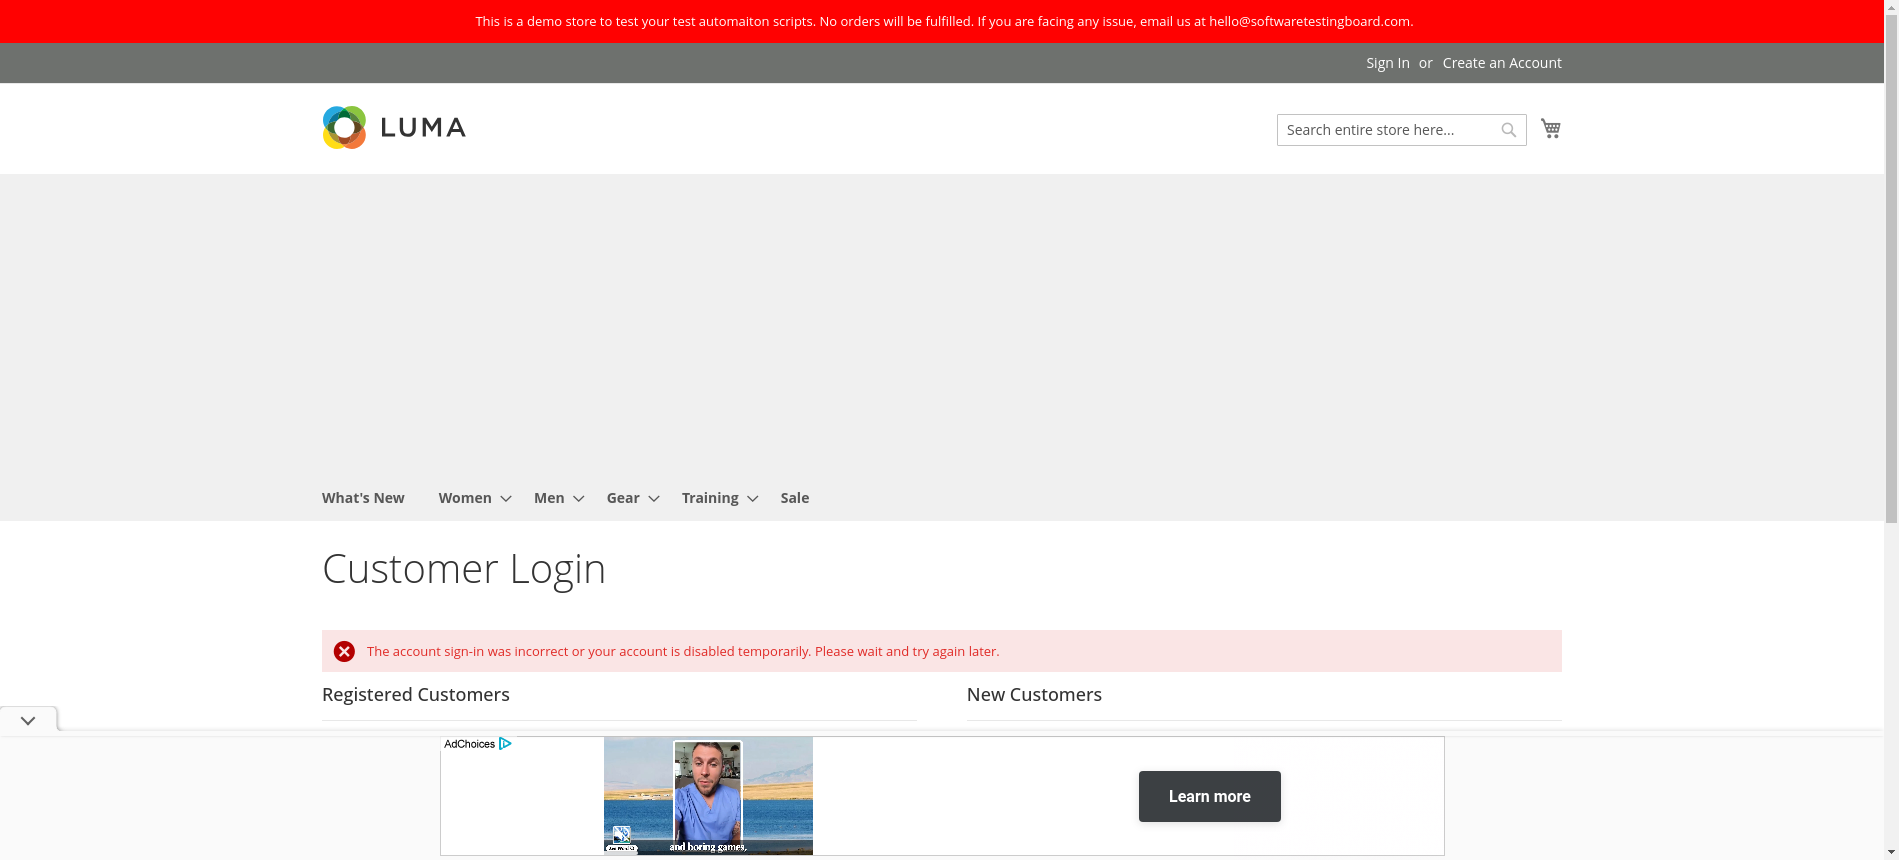 This is a demo store to test your test automaiton scripts. No orders will be fulfilled. If you are facing any issue, email us at hello@softwaretestingboard.com.
Sign In or Create an Account
LUMA
Search entire store here...
What's New Women Men Gear Training Sale
Customer Login
The account sign-in was incorrect or your account is disabled temporarily. Please wait and try again later.
Registered Customers
New Customers
AdChoices
and boring games,
Learn more